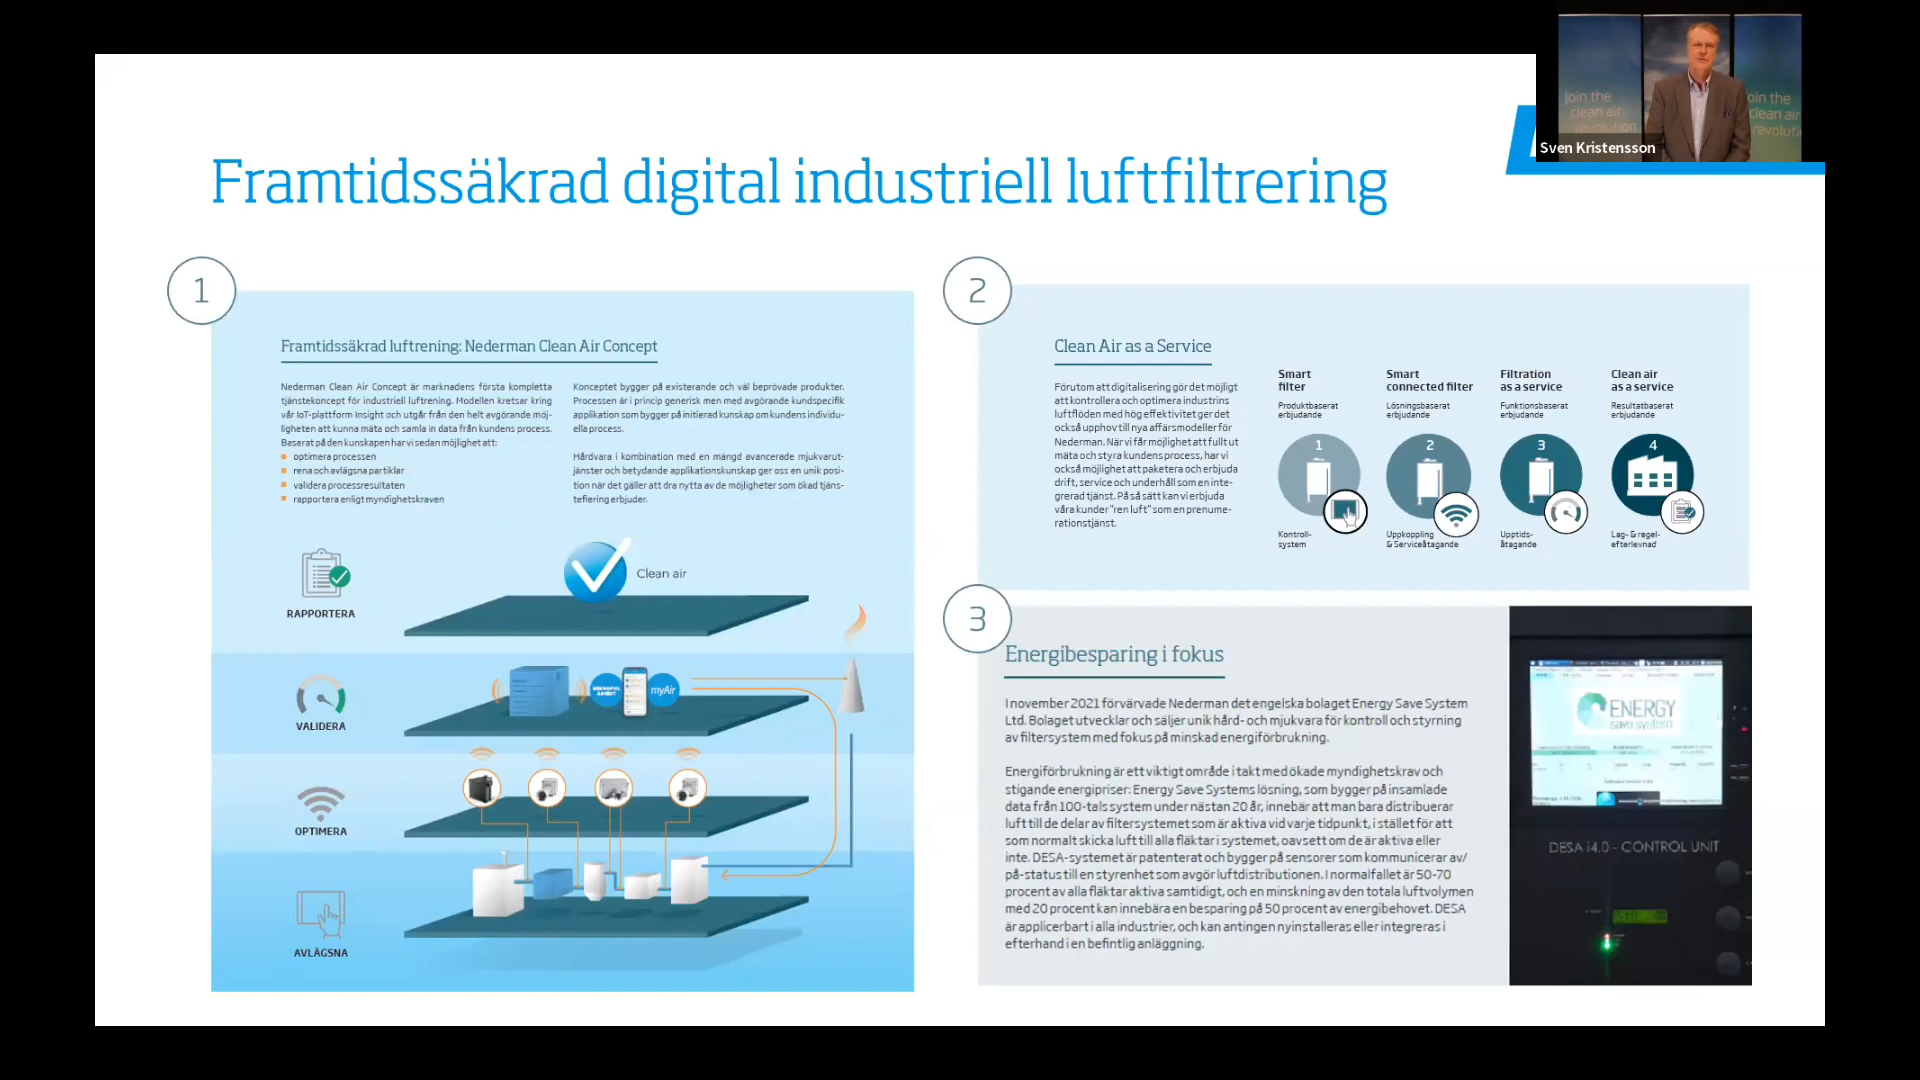 Join the
clean air
revolution
Join the
clean air
revoluti
Sven Kristensson
Framtidssäkrad digital industriell luftfiltrering
1
Framtidssäkrad luftrening: Nederman Clean Air Concept
Nederman Clean Air Concept är marknadens första kompletta
tjänstekoncept för industriell luftrening. Modellen kretsar kring
vår IoT-plattform Insight och utgår från den helt avgörande möj-
ligheten att kunna mäta och samla in data från kundens process.
Baserat på den kunskapen har vi sedan möjlighet att:
optimera processen
rena och avlägsna partiklar
validera processresultaten
rapportera enligt myndighetskraven
Konceptet bygger på existerande och väl beprövade produkter.
Processen är i princip generisk men med avgörande kundspecifik
applikation som bygger på initierad kunskap om kundens individu-
ella process.
Hårdvara i kombination med en mängd avancerade mjukvarut-
jänster och betydande applikationskunskap ger oss en unik posi-
tion när det gäller att dra nytta av de möjligheter som ökad tjäns-
tefiering erbjuder.
Clean air
RAPPORTERA
myAir
VALIDERA
OPTIMERA
AVLÄGSNA
2
Clean Air as a Service
Förutom att digitalisering gör det möjligt
att kontrollera och optimera industrins
luftflöden med hög effektivitet ger det
också upphov till nya affärsmodeller för
Nederman. När vi får möjlighet att fullt ut
mäta och styra kundens process, har vi
också möjlighet att paketera och erbjuda
drift, service och underhåll som en inte-
grerad tjänst. På så sätt kan vi erbjuda
våra kunder "ren luft" som en prenume-
rationstjänst.
Smart
filter
Produktbaserat
erbjudande
1
Kontroll-
system
Smart
connected filter
Lösningsbaserat
erbjudande
2
Uppkoppling
& Serviceåtagande
Filtration
as a service
Funktionsbaserat
erbjudande
3
Upptids-
åtagande
Clean air
as a service
Resultatbaserat
erbjudande
4
Lag- & regel-
efterlevnad
3
Energibesparing i fokus
I november 2021 förvärvade Nederman det engelska bolaget Energy Save System
Ltd. Bolaget utvecklar och säljer unik hård- och mjukvara för kontroll och styrning
av filtersystem med fokus på minskad energiförbrukning.
Energiförbrukning är ett viktigt område i takt med ökade myndighetskrav och
stigande energipriser: Energy Save Systems lösning, som bygger på insamlade
data från 100-tals system under nästan 20 år, innebär att man bara distribuerar
luft till de delar av filtersystemet som är aktiva vid varje tidpunkt, i stället för att
som normalt skicka luft till alla fläktar i systemet, oavsett om de är aktiva eller
inte. DESA-systemet är patenterat och bygger på sensorer som kommunicerar av/
på-status till en styrenhet som avgör luftdistributionen. I normalfallet är 50-70
procent av alla fläktar aktiva samtidigt, och en minskning av den totala luftvolymen
med 20 procent kan innebära en besparing på 50 procent av energibehovet. DESA
är applicerbart i alla industrier, och kan antingen nyinstalleras eller integreras i
efterhand i en befintlig anläggning.
ENERGY
save system
DESA i4.0 - CONTROL UNIT